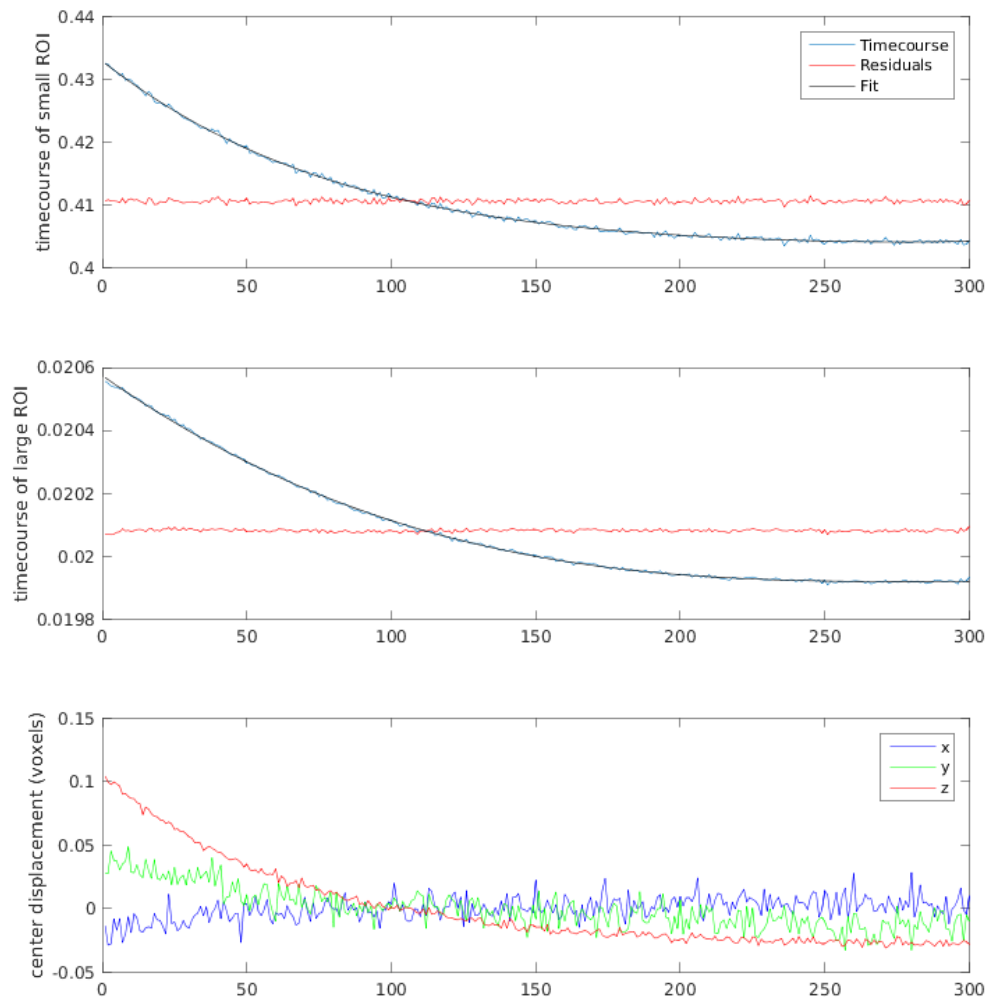 timecourse of small ROI
0.44
0.43
0.42
0.41
0.4
0 50 100 150 200 250 300
Timecourse
Residuals
Fit
timecourse of large ROI
0.0206
0.0204
0.0202
0.02
0.0198
0 50 100 150 200 250 300
center displacement (voxels)
0.15
0.1
0.05
0
-0.05
0 50 100 150 200 250 300
x
y
z